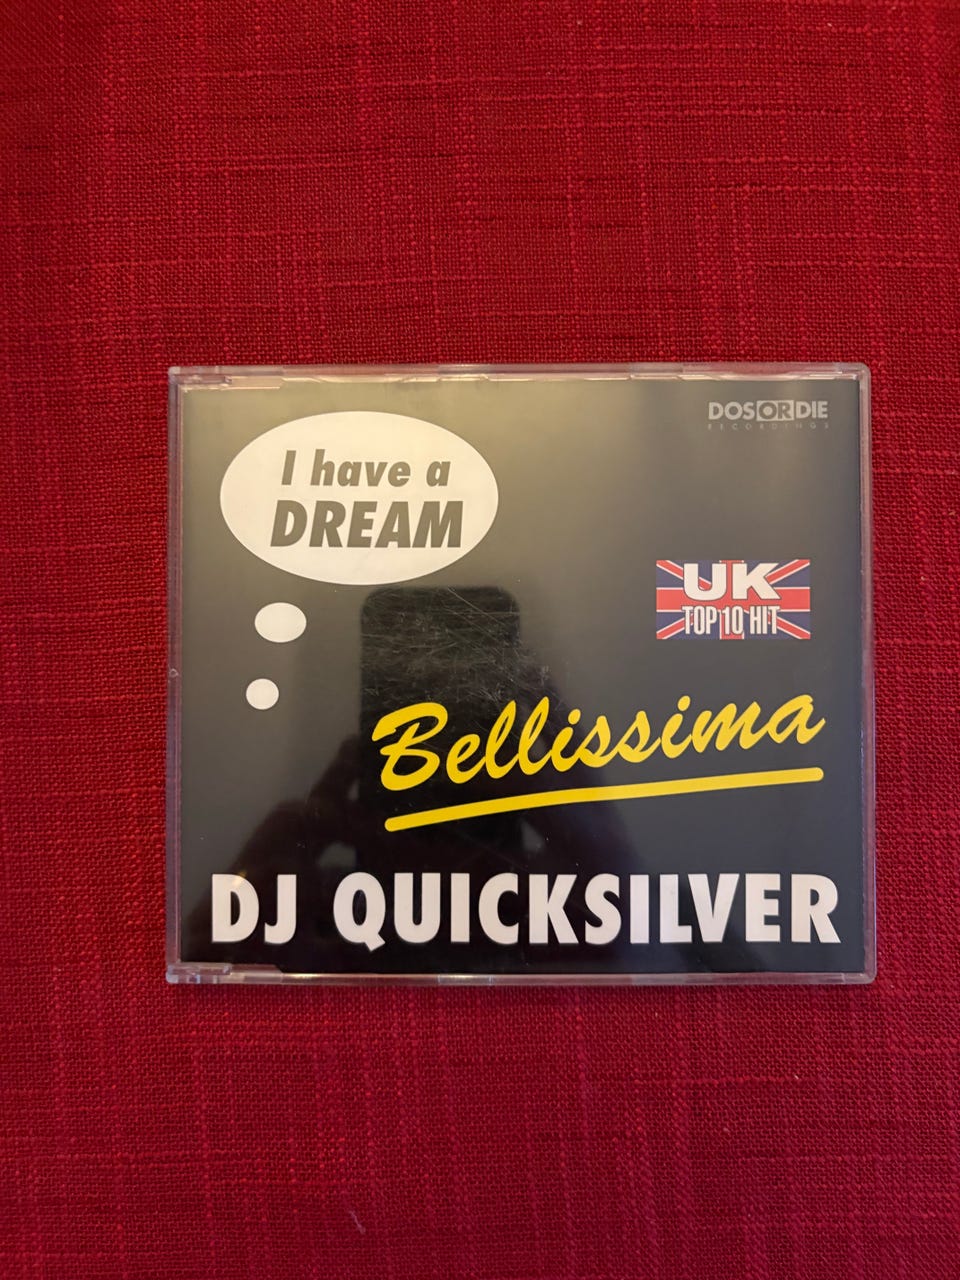 I have a
DREAM
DOS OR DIE
RECORDINGS
UK
TOP 10 HIT
Bellissima
DJ QUICKSILVER